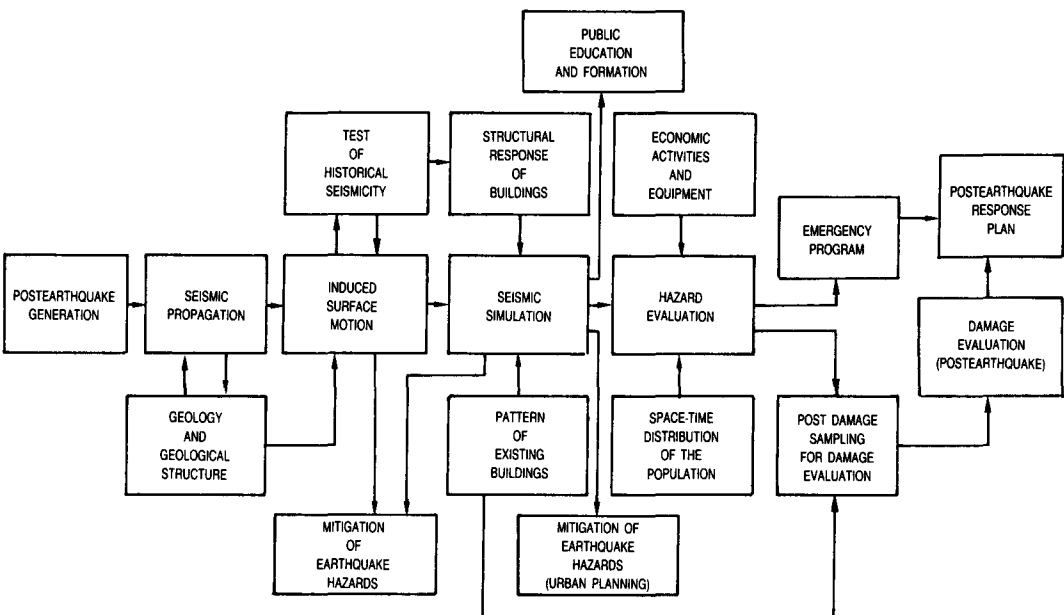 PUBLIC
EDUCATION
AND FORMATION
TEST
OF
HISTORICAL
SEISMICITY
STRUCTURAL
RESPONSE
OF
BUILDINGS
ECONOMIC
ACTIVITIES
AND
EQUIPMENT
POSTEARTHQUAKE
RESPONSE
PLAN
EMERGENCY
PROGRAM
POSTEARTHQUAKE
GENERATION
SEISMIC
PROPAGATION
INDUCED
SURFACE
MOTION
SEISMIC
SIMULATION
HAZARD
EVALUATION
DAMAGE
EVALUATION
(POSTEARTHQUAKE)
GEOLOGY
AND
GEOLOGICAL
STRUCTURE
PATTERN
OF
EXISTING
BUILDINGS
SPACE-TIME
DISTRIBUTION
OF THE
POPULATION
POST DAMAGE
SAMPLING
FOR DAMAGE
EVALUATION
MITIGATION
OF
EARTHQUAKE
HAZARDS
MITIGATION OF
EARTHQUAKE
HAZARDS
(URBAN PLANNING)